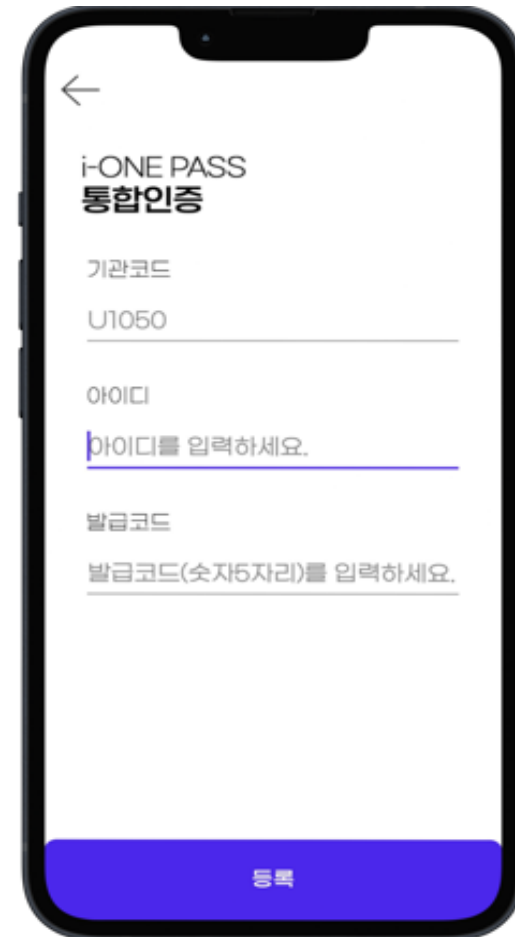 i-ONE PASS
통합인증
기관코드
U1050
아이디
아이디를 입력하세요.
발급코드
발급코드(숫자5자리)를 입력하세요.
등록